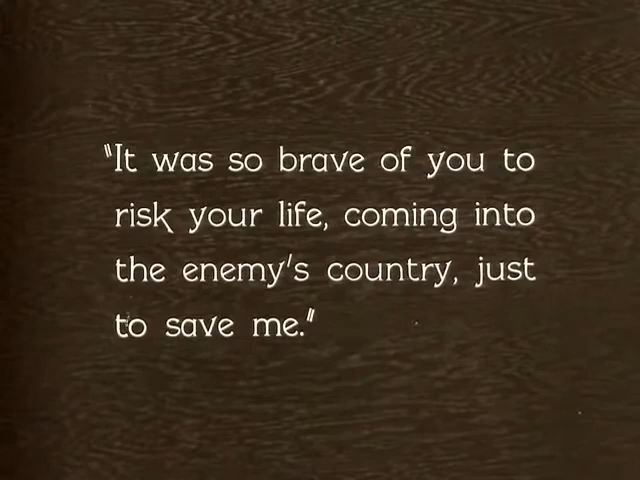 "It was so brave of you to
risk your life, coming into
the enemy's country, just
to save me."